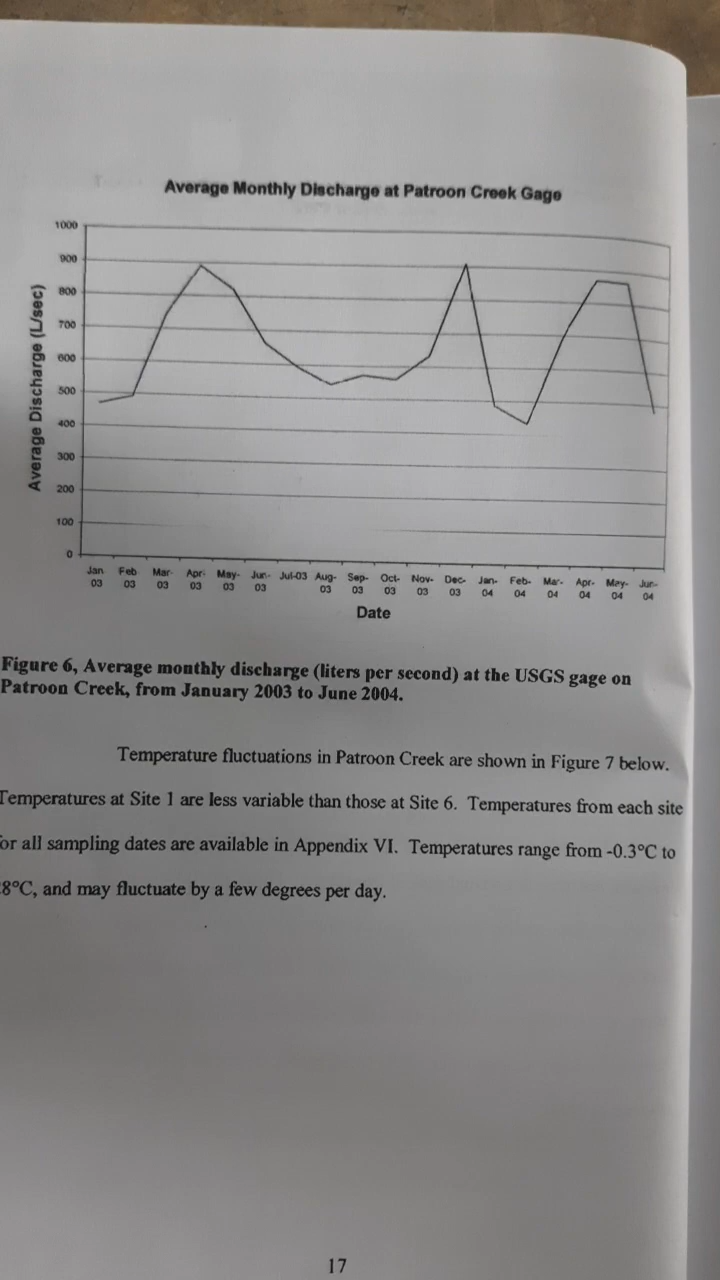 Average Monthly Discharge at Patroon Creek Gage
Average Discharge (L/sec)
1000
900
800
700
600
500
400
300
200
100
0
Jan- Feb Mar- Apr- May- Jun- Jul-03 Aug- Sep- Oct- Nov- Dec- Jan- Feb- Mar- Apr- May- Jun-
03 03 03 03 03 03 03 03 03 03 03 04 04 04 04 04 04
Date
Figure 6, Average monthly discharge (liters per second) at the USGS gage on
Patroon Creek, from January 2003 to June 2004.
Temperature fluctuations in Patroon Creek are shown in Figure 7 below.
Temperatures at Site 1 are less variable than those at Site 6. Temperatures from each site
or all sampling dates are available in Appendix VI. Temperatures range from -0.3°C to
8°C, and may fluctuate by a few degrees per day.
17